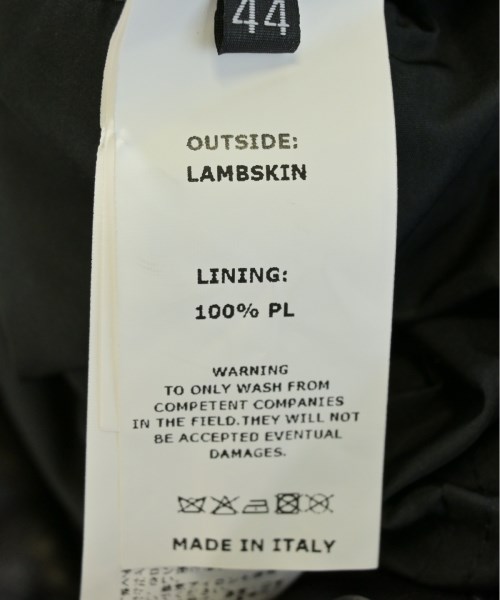 44
OUTSIDE:
LAMBSKIN
LINING:
100% PL
WARNING
TO ONLY WASH FROM
COMPETENT COMPANIES
IN THE FIELD.THEY WILL NOT
BE ACCEPTED EVENTUAL
DAMAGES.
MADE IN ITALY